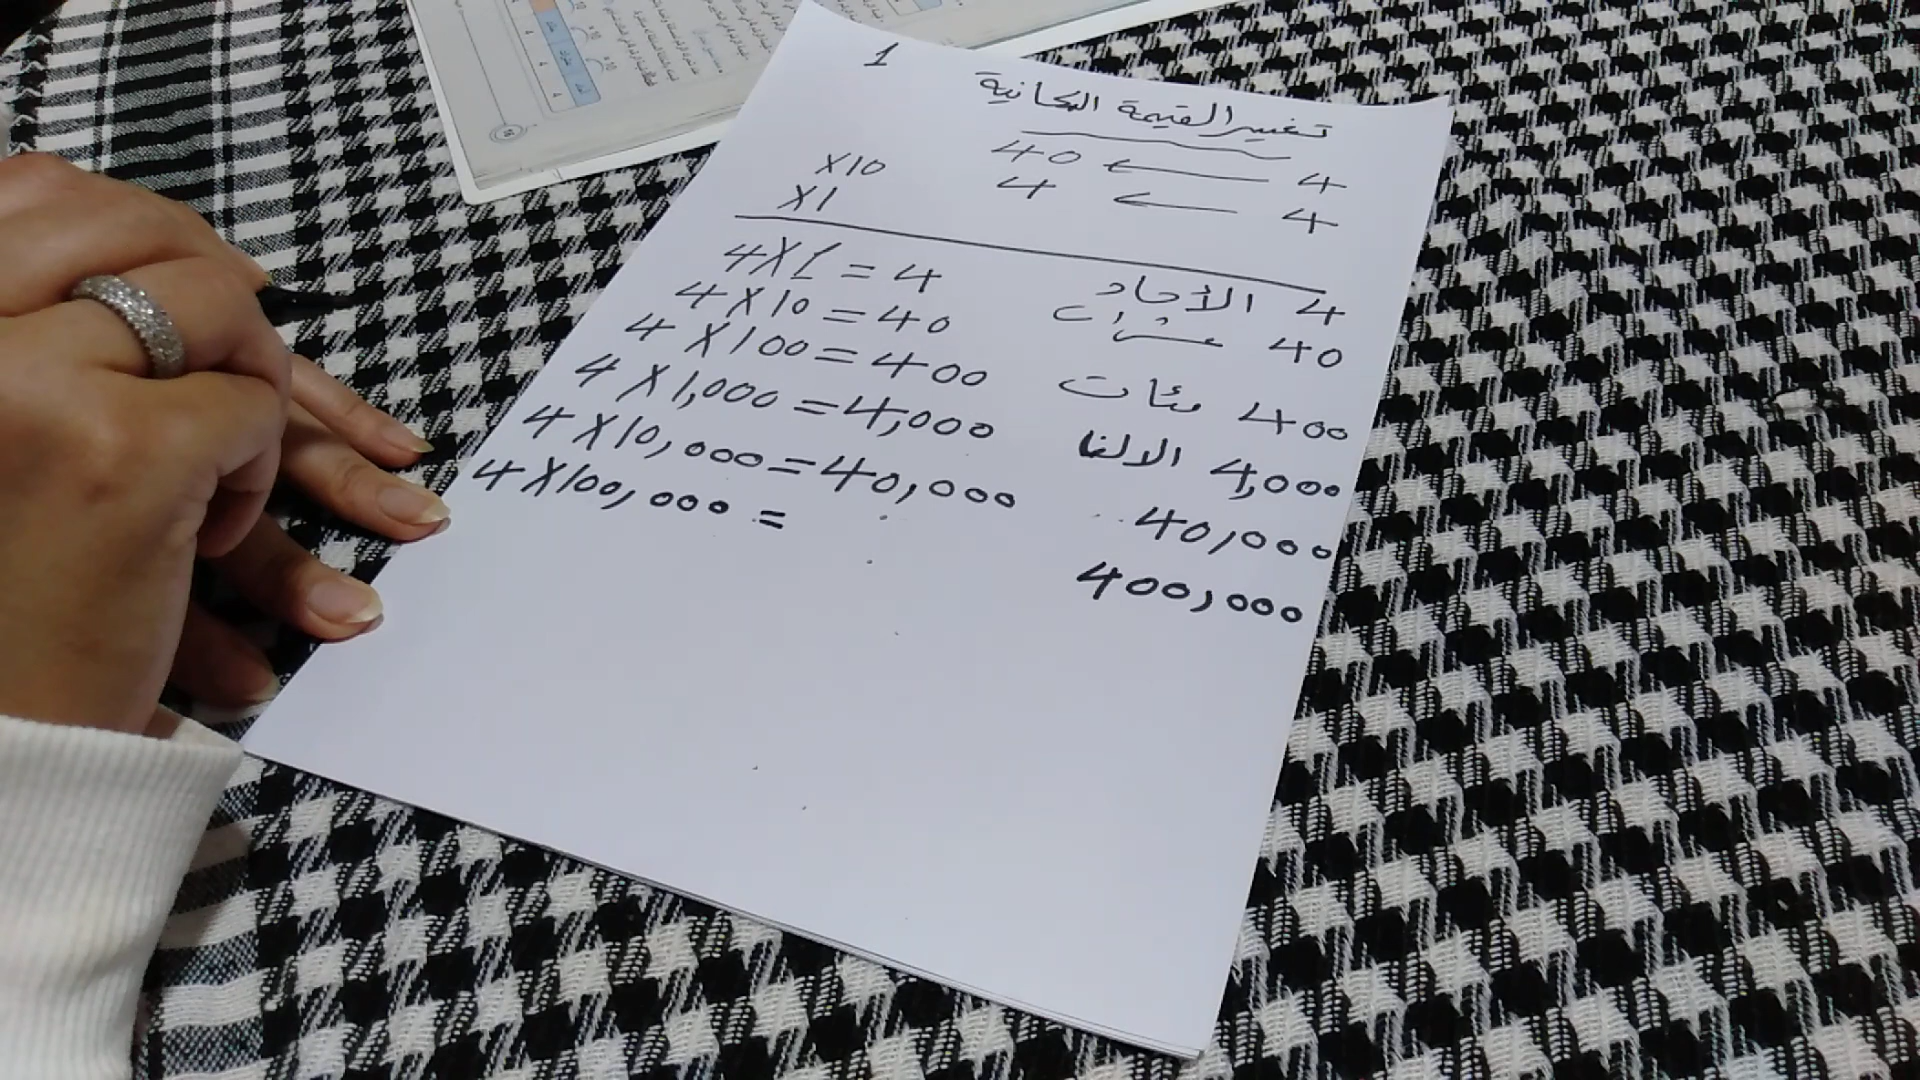 1
تغيير القيمة المكانية
4 ← 40 X10
4 ← 4 X1
4 الأحاد 4X1 = 4
40 عشرات 4X10 = 40
400 مئات 4X100 = 400
4,000 الالف 4X1,000 = 4,000
40,000 4X10,000 = 40,000
400,000 4X100,000 =